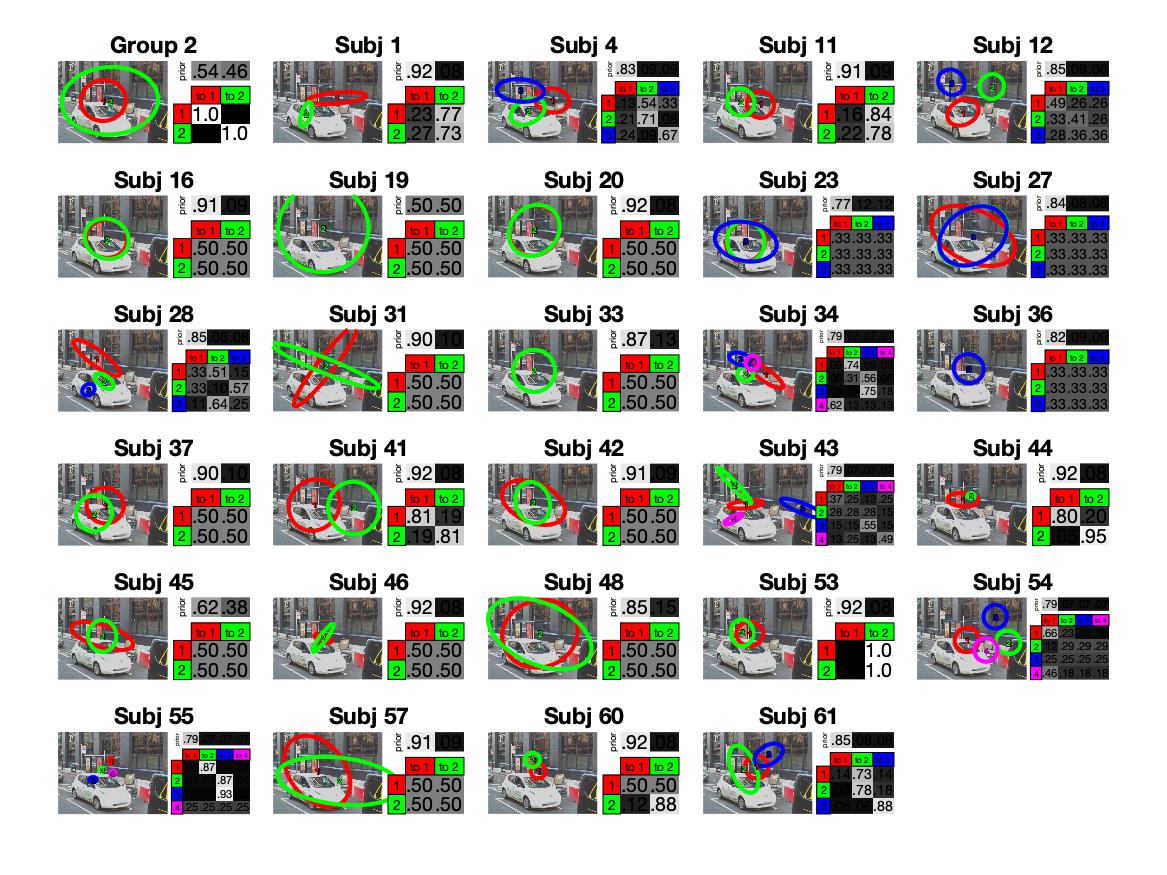 Group 2 Subj 1 Subj 4 Subj 11 Subj 12
prior .54 .46 prior .92 .08 prior .83 .09 .09 prior .91 .09 prior .85 .08 .08
to 1 to 2 to 1 to 2 to 1 to 2 to 3 to 1 to 2 to 1 to 2 to 3
1 1.0 1 .23 .77 1 .13 .54 .33 1 .16 .84 1 .49 .26 .26
2 1.0 2 .27 .73 2 .21 .71 .08 2 .22 .78 2 .33 .41 .26
3 .24 .09 .67 3 .28 .36 .36
Subj 16 Subj 19 Subj 20 Subj 23 Subj 27
prior .91 .09 prior .50 .50 prior .92 .08 prior .77 .12 .12 prior .84 .08 .08
to 1 to 2 to 1 to 2 to 1 to 2 to 1 to 2 to 3 to 1 to 2 to 3
1 .50 .50 1 .50 .50 1 .50 .50 1 .33 .33 .33 1 .33 .33 .33
2 .50 .50 2 .50 .50 2 .50 .50 2 .33 .33 .33 2 .33 .33 .33
3 .33 .33 .33 3 .33 .33 .33
Subj 28 Subj 31 Subj 33 Subj 34 Subj 36
prior .85 .08 .08 prior .90 .10 prior .87 .13 prior .79 .07 .07 .07 prior .82 .09 .09
to 1 to 2 to 3 to 1 to 2 to 1 to 2 to 1 to 2 to 3 to 4 to 1 to 2 to 3
1 .33 .51 .15 1 .50 .50 1 .50 .50 1 .74 1 .33 .33 .33
2 .33 .10 .57 2 .50 .50 2 .50 .50 2 .31 .56 2 .33 .33 .33
3 .11 .64 .25 3 .75 .18 3 .33 .33 .33
4 .62 .13 .13 .13
Subj 37 Subj 41 Subj 42 Subj 43 Subj 44
prior .90 .10 prior .92 .08 prior .91 .09 prior .79 .07 .07 .07 prior .92 .08
to 1 to 2 to 1 to 2 to 1 to 2 to 1 to 2 to 3 to 4 to 1 to 2
1 .50 .50 1 .81 .19 1 .50 .50 1 .37 .25 .13 .25 1 .80 .20
2 .50 .50 2 .19 .81 2 .50 .50 2 .28 .28 .28 .15 2 .05 .95
3 .15 .15 .55 .15
4 .13 .25 .13 .49
Subj 45 Subj 46 Subj 48 Subj 53 Subj 54
prior .62 .38 prior .92 .08 prior .85 .15 prior .92 .08 prior .79 .07 .07 .07
to 1 to 2 to 1 to 2 to 1 to 2 to 1 to 2 to 1 to 2 to 3 to 4
1 .50 .50 1 .50 .50 1 .50 .50 1 1.0 1 .66 .23
2 .50 .50 2 .50 .50 2 .50 .50 2 1.0 2 .12 .29 .29 .29
3 .25 .25 .25 .25
4 .46 .18 .18 .18
Subj 55 Subj 57 Subj 60 Subj 61
prior .79 .07 .07 .07 prior .91 .09 prior .92 .08 prior .85 .08 .08
to 1 to 2 to 3 to 4 to 1 to 2 to 1 to 2 to 1 to 2 to 3
1 .87 1 .50 .50 1 .50 .50 1 .14 .73 .14
2 .87 2 .50 .50 2 .12 .88 2 .78 .18
3 .93 3 .06 .06 .88
4 .25 .25 .25 .25